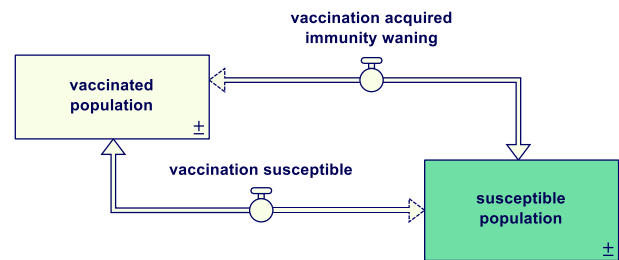 vaccination acquired
immunity waning
vaccinated
population
±
vaccination susceptible
susceptible
population
±